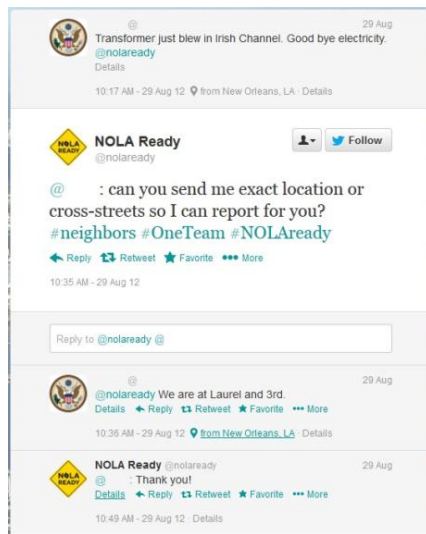 @ 29 Aug
Transformer just blew in Irish Channel. Good bye electricity.
@nolaready
Details
10:17 AM - 29 Aug 12 from New Orleans, LA · Details
NOLA READY
NOLA Ready
@nolaready
Follow
@ : can you send me exact location or
cross-streets so I can report for you?
#neighbors #OneTeam #NOLAready
Reply Retweet Favorite More
10:35 AM - 29 Aug 12
Reply to @nolaready @
@ 29 Aug
@nolaready We are at Laurel and 3rd.
Details Reply Retweet Favorite More
10:36 AM - 29 Aug 12 from New Orleans, LA · Details
NOLA READY
NOLA Ready @nolaready 29 Aug
@ : Thank you!
Details Reply Retweet Favorite More
10:49 AM - 29 Aug 12 · Details